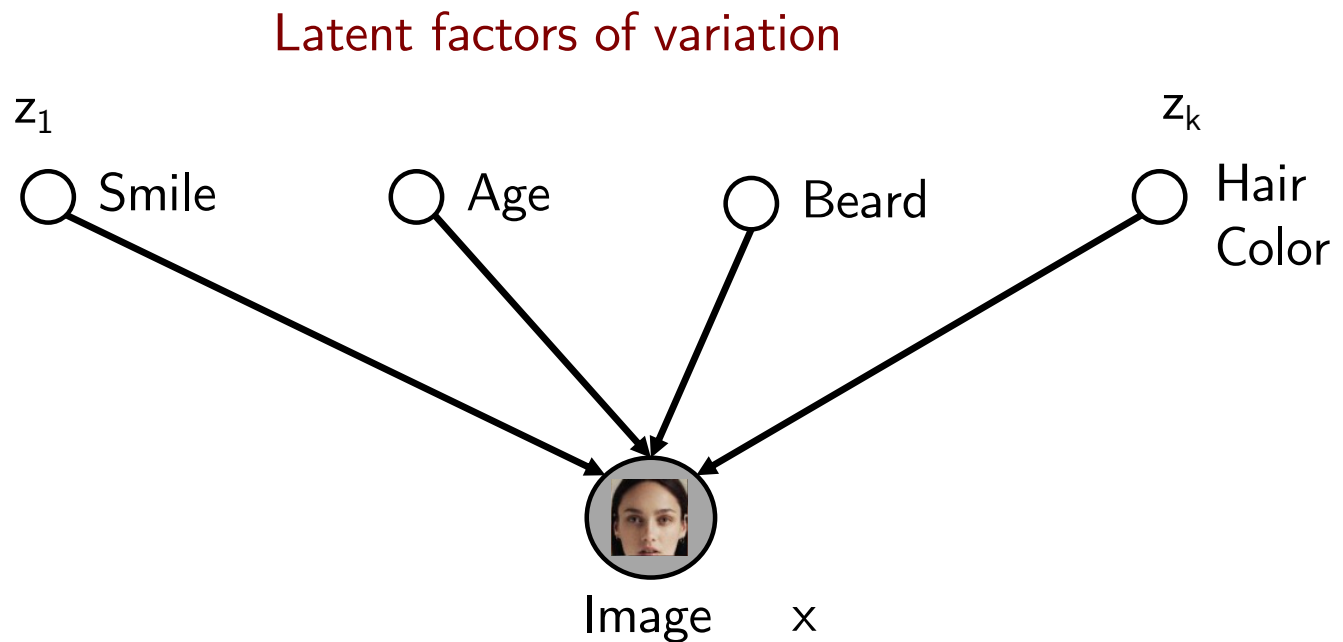 Latent factors of variation
z₁
zₖ
Smile
Age
Beard
Hair
Color
Image
x